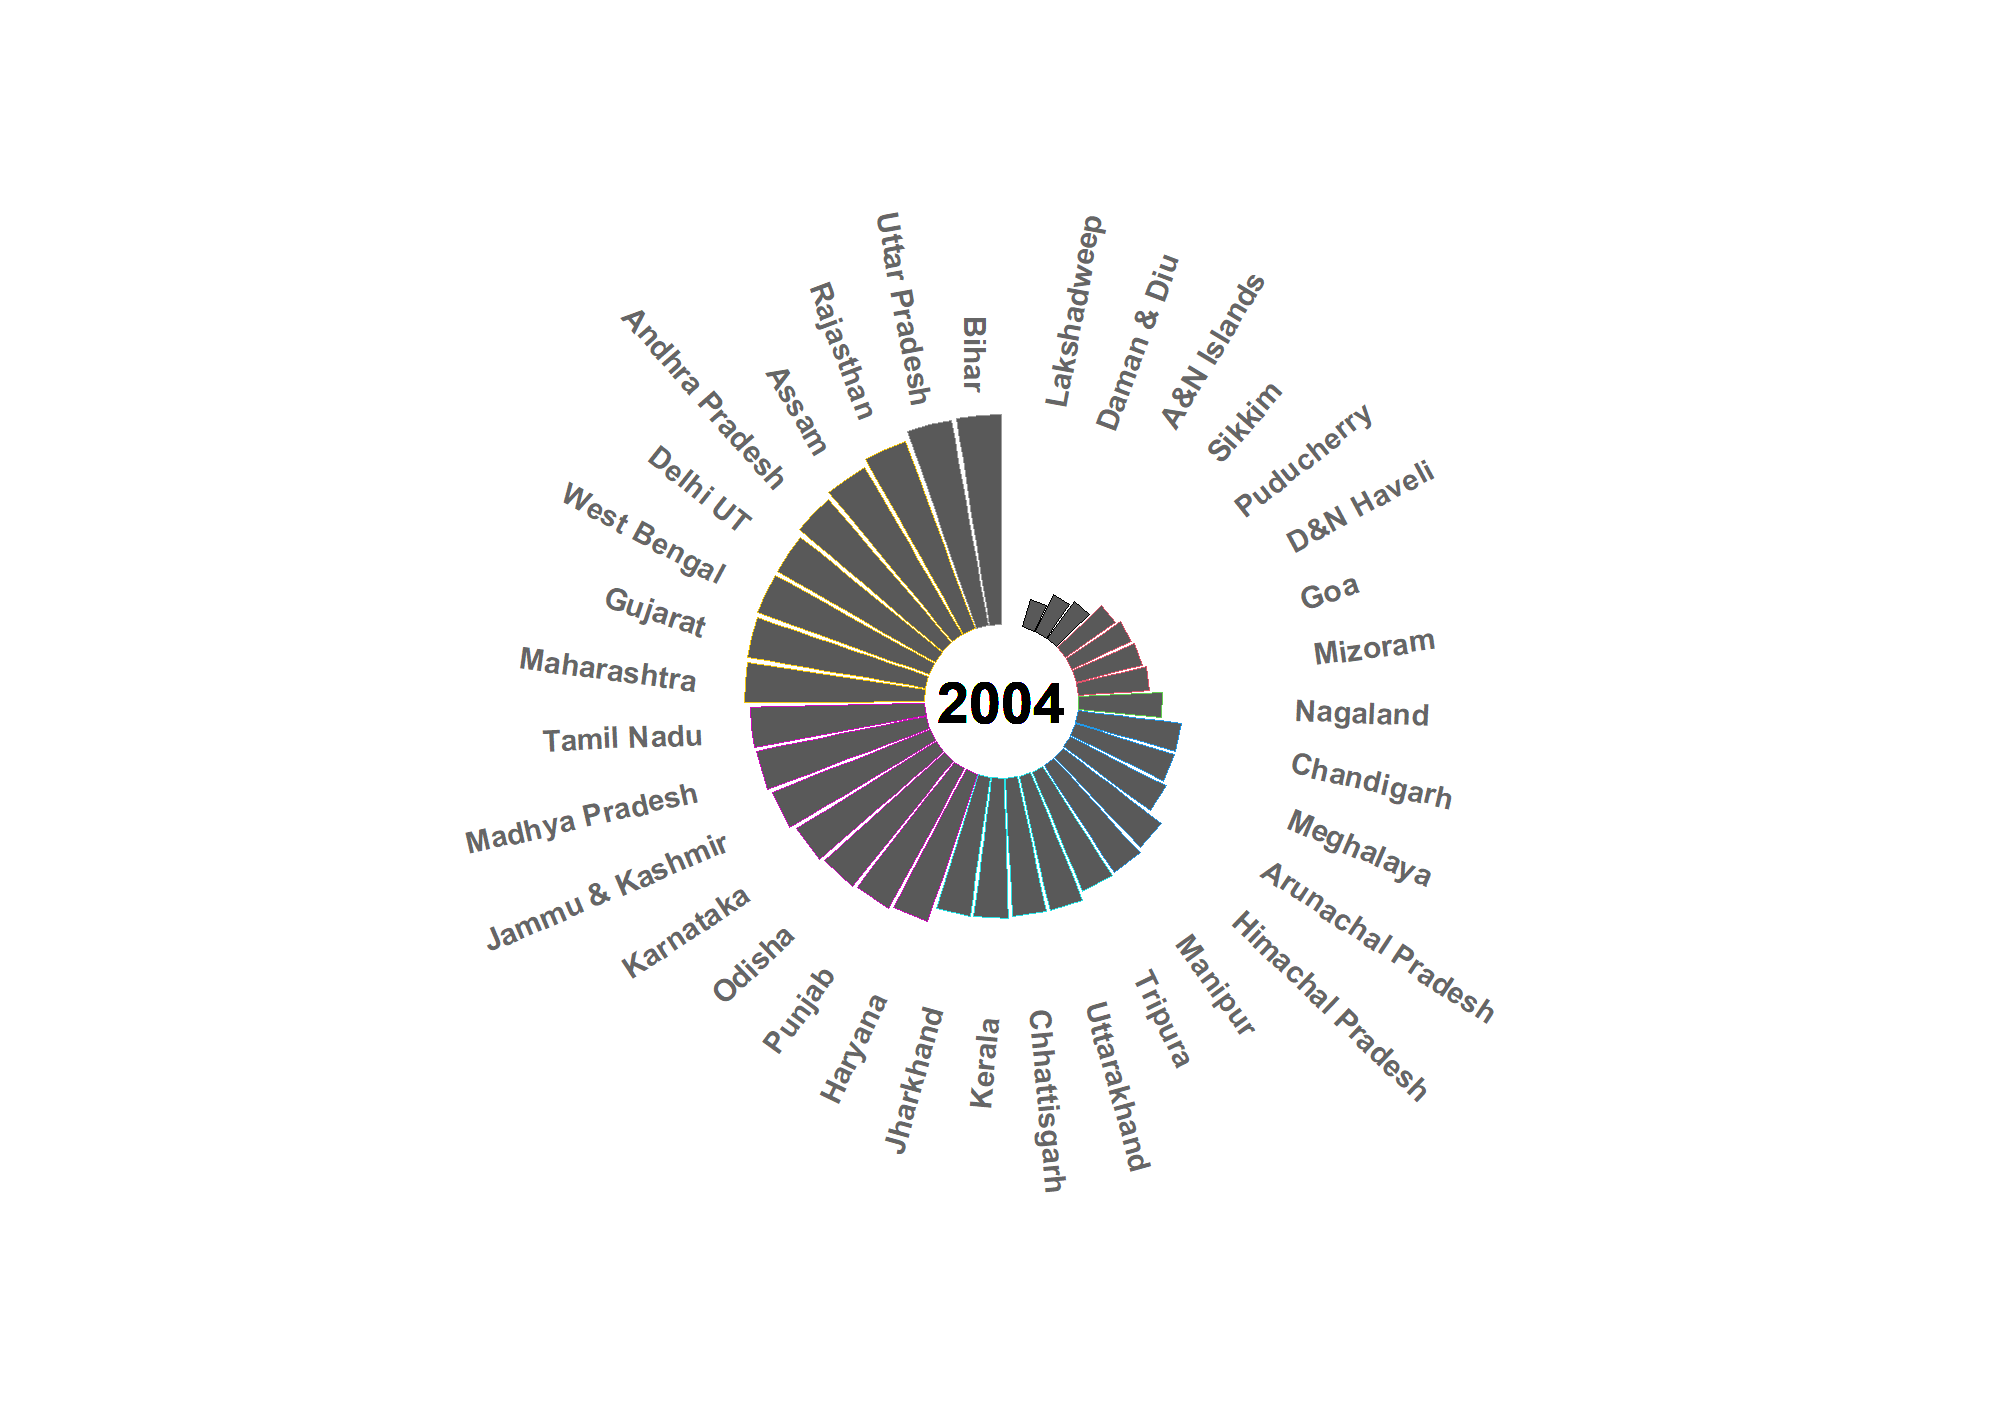 Lakshadweep
Daman & Diu
A&N Islands
Sikkim
Puducherry
D&N Haveli
Goa
Mizoram
Nagaland
Chandigarh
Meghalaya
Arunachal Pradesh
Himachal Pradesh
Manipur
Tripura
Uttarakhand
Chhattisgarh
Kerala
Jharkhand
Haryana
Punjab
Odisha
Karnataka
Jammu & Kashmir
Madhya Pradesh
Tamil Nadu
Maharashtra
Gujarat
West Bengal
Delhi UT
Andhra Pradesh
Assam
Rajasthan
Uttar Pradesh
Bihar
2004